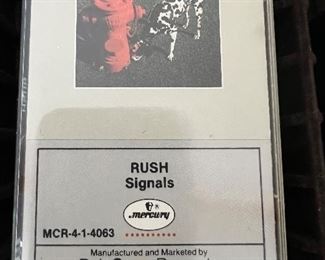 RUSH
Signals
mercury
MCR-4-1-4063
Manufactured and Marketed by